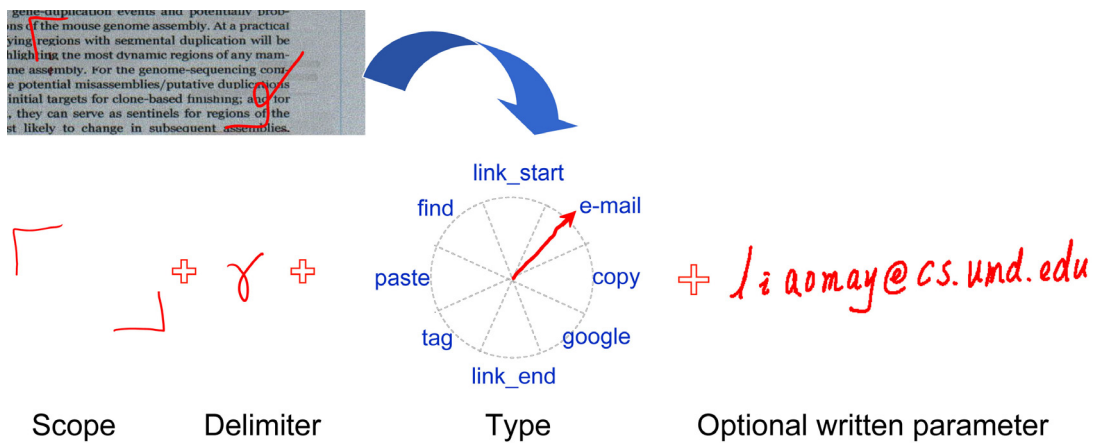 gene-duplication events and potentially prob-
ns of the mouse genome assembly. At a practical
ying regions with segmental duplication will be
hlighting the most dynamic regions of any mam-
me assembly. For the genome-sequencing com-
e potential misassemblies/putative duplications
initial targets for clone-based finishing; and for
, they can serve as sentinels for regions of the
st likely to change in subsequent assemblies.
link_start
find e-mail
paste copy
tag google
link_end
liaomay@cs.umd.edu
Scope Delimiter Type Optional written parameter